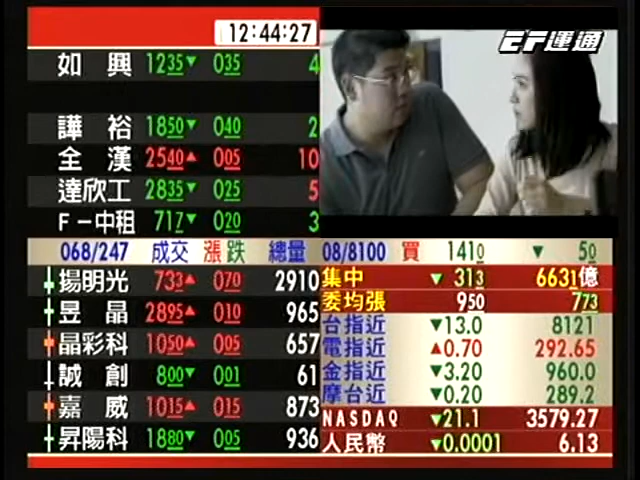 12:44:27
EF運通
如興 1235▼ 035 4
譁裕 1850▼ 040 2
全漢 2540▲ 005 10
達欣工 2835▼ 025 5
F－中租 717▼ 020 3
068/247 成交 漲跌 總量
揚明光 733▲ 070 2910
昱晶 2895▲ 010 965
晶彩科 1050▲ 005 657
誠創 800▼ 001 61
嘉威 1015▲ 015 873
昇陽科 1880▼ 005 936
08/8100 買 1410 ▼ 50
集中 ▼ 313 6631億
委均張 950 773
台指近 ▼13.0 8121
電指近 ▲0.70 292.65
金指近 ▼3.20 960.0
摩台近 ▼0.20 289.2
NASDAQ ▼21.1 3579.27
人民幣 ▼0.0001 6.13